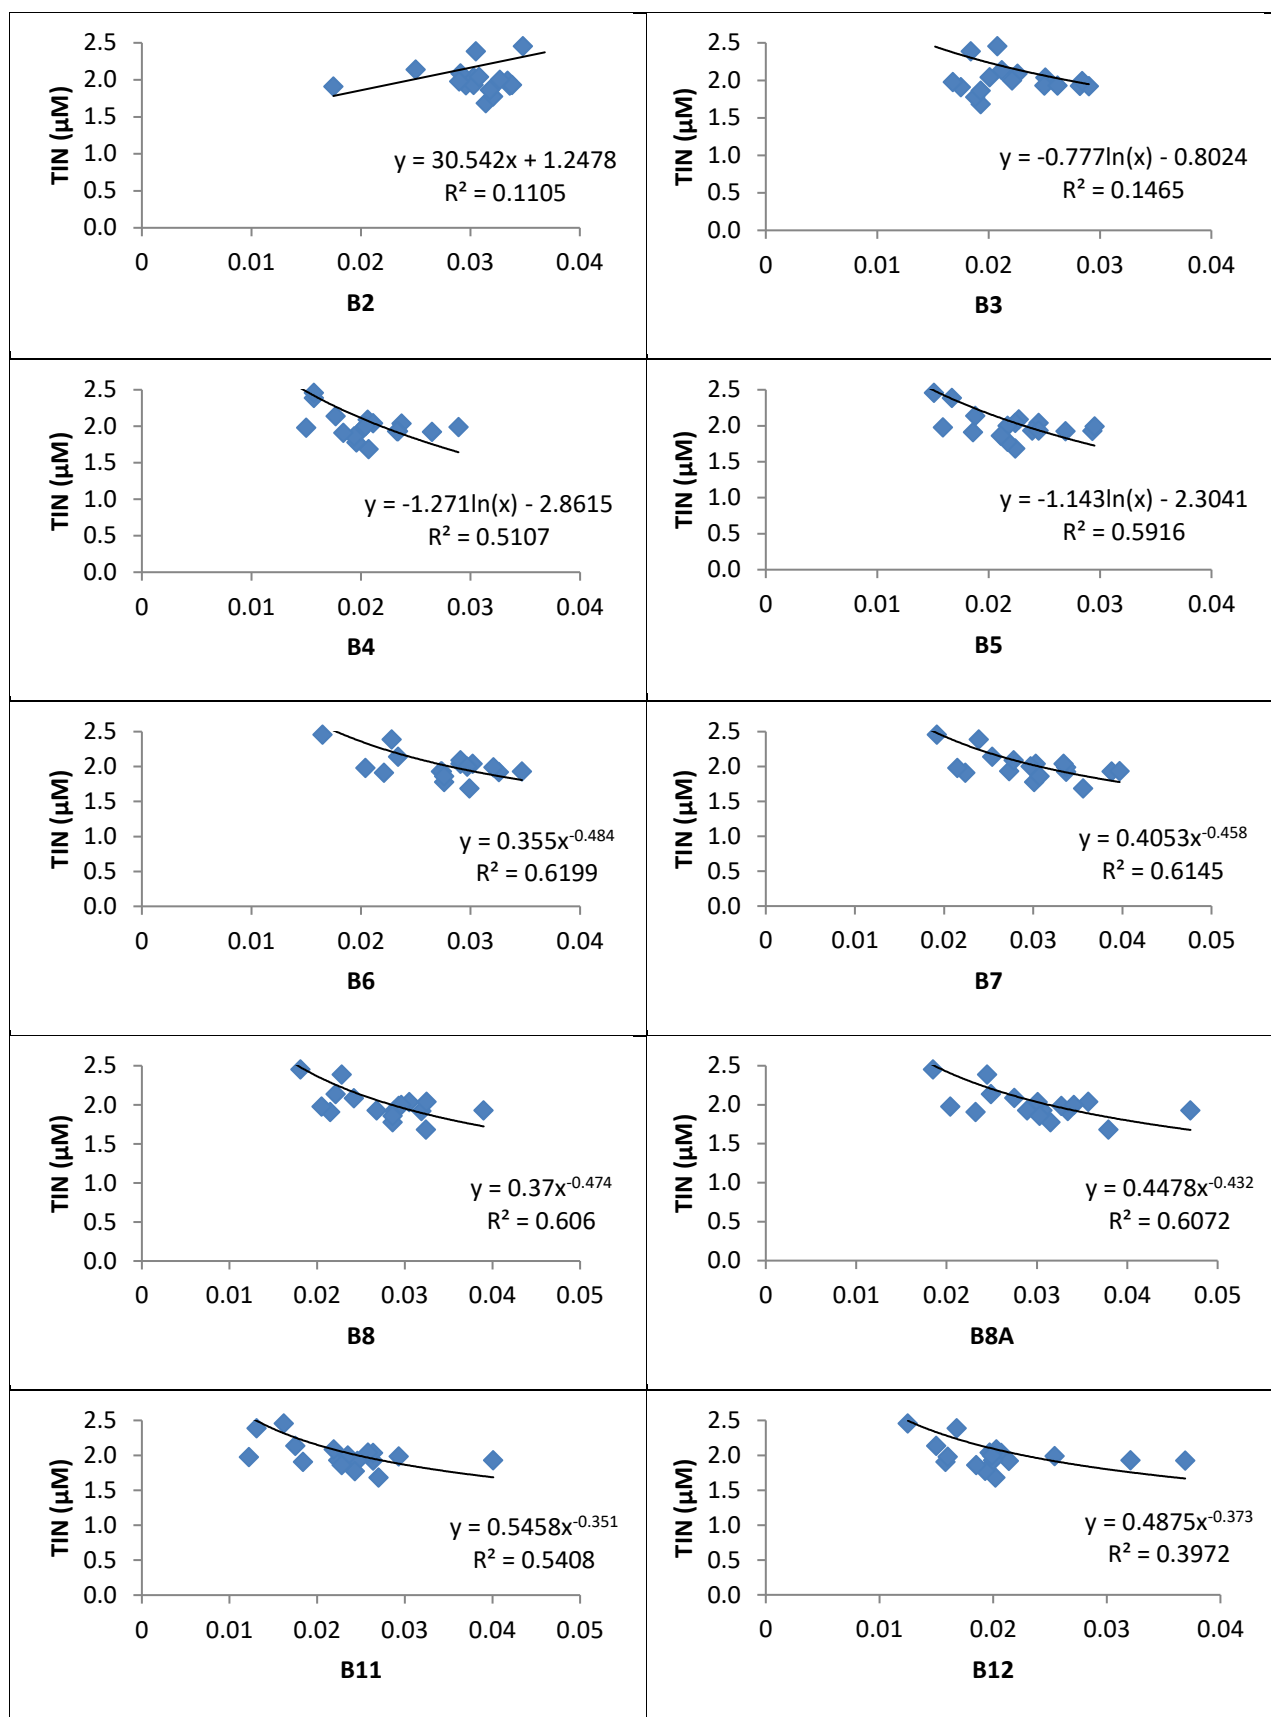 2.5
2.0
1.5
1.0
0.5
0.0
TIN (µM)
y = 30.542x + 1.2478
R² = 0.1105
0 0.01 0.02 0.03 0.04
B2
2.5
2.0
1.5
1.0
0.5
0.0
TIN (µM)
y = -0.777ln(x) - 0.8024
R² = 0.1465
0 0.01 0.02 0.03 0.04
B3
2.5
2.0
1.5
1.0
0.5
0.0
TIN (µM)
y = -1.271ln(x) - 2.8615
R² = 0.5107
0 0.01 0.02 0.03 0.04
B4
2.5
2.0
1.5
1.0
0.5
0.0
TIN (µM)
y = -1.143ln(x) - 2.3041
R² = 0.5916
0 0.01 0.02 0.03 0.04
B5
2.5
2.0
1.5
1.0
0.5
0.0
TIN (µM)
y = 0.355x^-0.484
R² = 0.6199
0 0.01 0.02 0.03 0.04
B6
2.5
2.0
1.5
1.0
0.5
0.0
TIN (µM)
y = 0.4053x^-0.458
R² = 0.6145
0 0.01 0.02 0.03 0.04 0.05
B7
2.5
2.0
1.5
1.0
0.5
0.0
TIN (µM)
y = 0.37x^-0.474
R² = 0.606
0 0.01 0.02 0.03 0.04 0.05
B8
2.5
2.0
1.5
1.0
0.5
0.0
TIN (µM)
y = 0.4478x^-0.432
R² = 0.6072
0 0.01 0.02 0.03 0.04 0.05
B8A
2.5
2.0
1.5
1.0
0.5
0.0
TIN (µM)
y = 0.5458x^-0.351
R² = 0.5408
0 0.01 0.02 0.03 0.04 0.05
B11
2.5
2.0
1.5
1.0
0.5
0.0
TIN (µM)
y = 0.4875x^-0.373
R² = 0.3972
0 0.01 0.02 0.03 0.04
B12